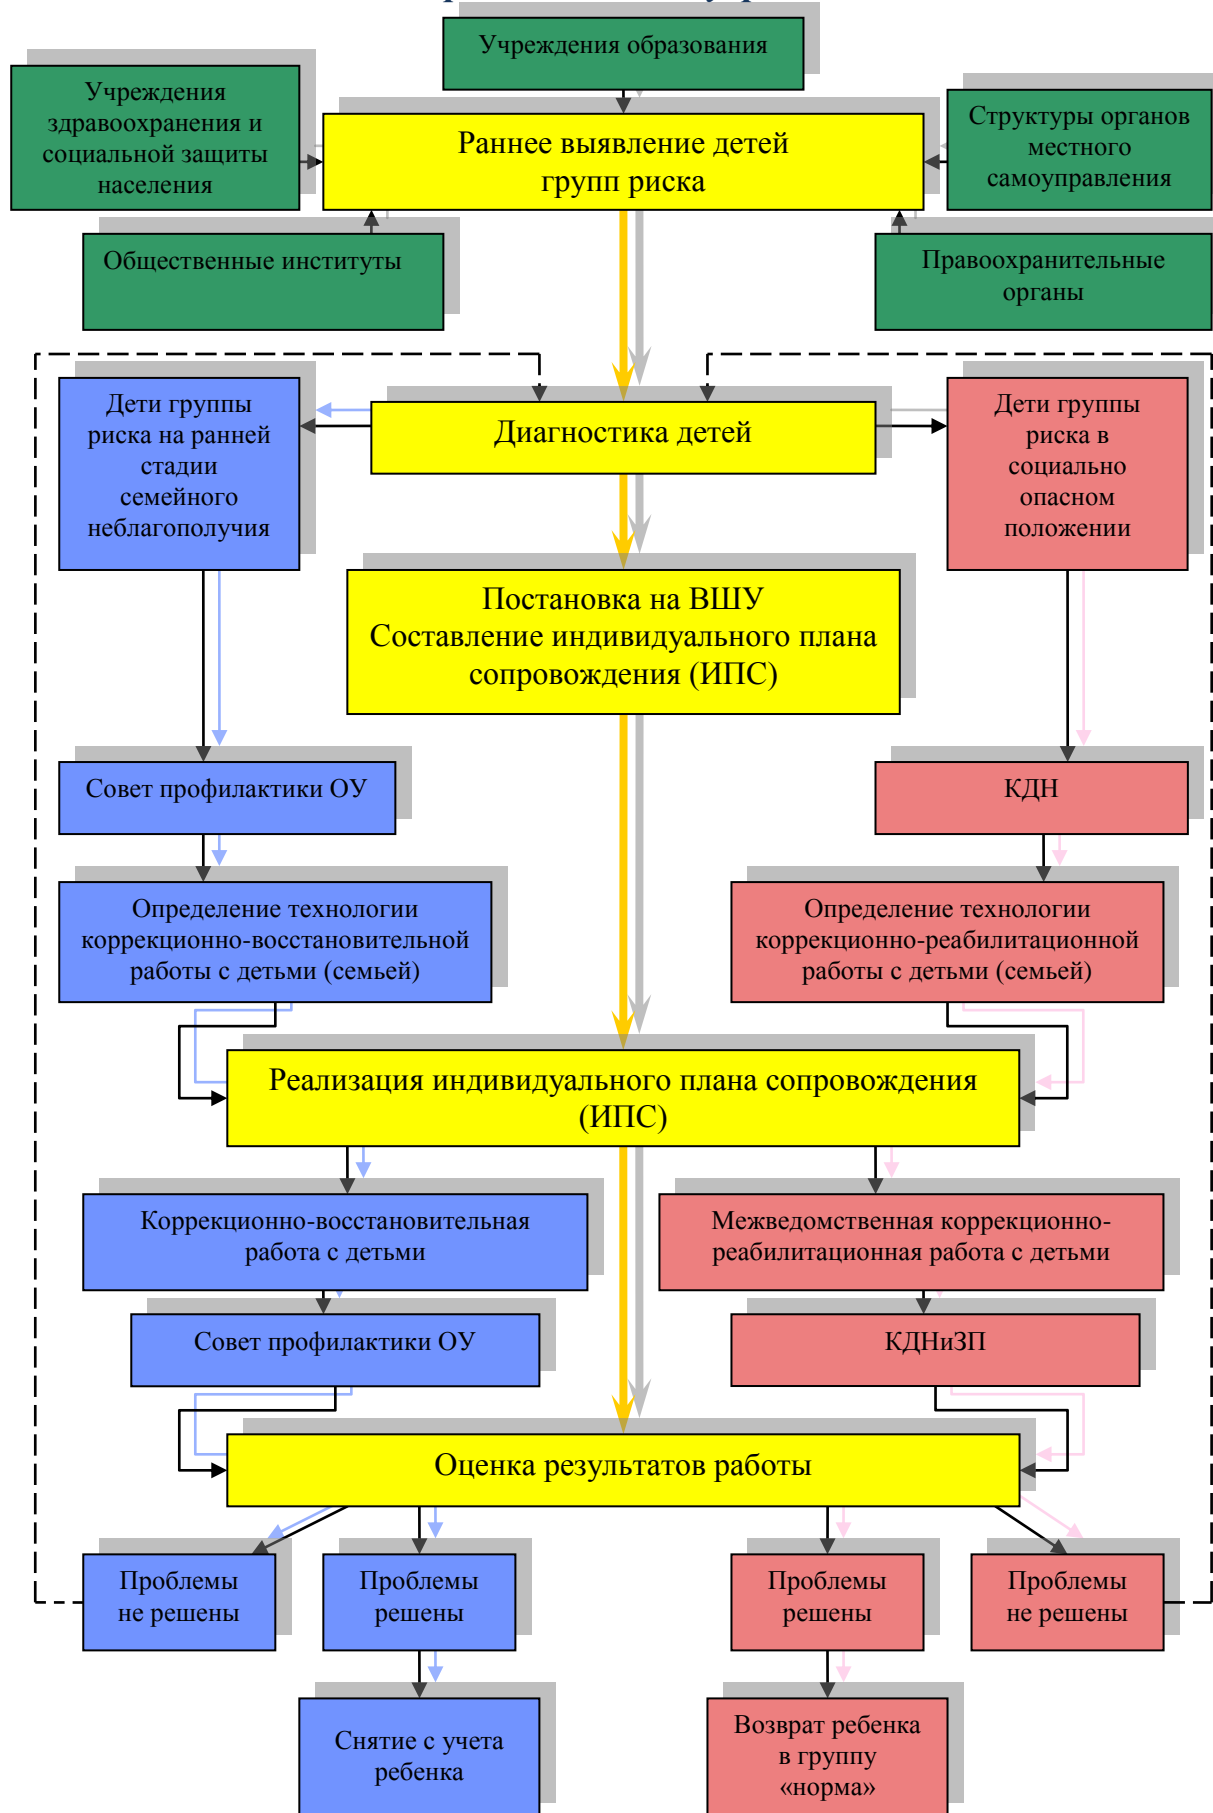 Учреждения образования
Учреждения
здравоохранения и
социальной защиты
населения
Раннее выявление детей
групп риска
Структуры органов
местного
самоуправления
Общественные институты
Правоохранительные
органы
Дети группы
риска на ранней
стадии
семейного
неблагополучия
Диагностика детей
Дети группы
риска в
социально
опасном
положении
Постановка на ВШУ
Составление индивидуального плана
сопровождения (ИПС)
Совет профилактики ОУ
КДН
Определение технологии
коррекционно-восстановительной
работы с детьми (семьей)
Определение технологии
коррекционно-реабилитационной
работы с детьми (семьей)
Реализация индивидуального плана сопровождения
(ИПС)
Коррекционно-восстановительная
работа с детьми
Межведомственная коррекционно-
реабилитационная работа с детьми
Совет профилактики ОУ
КДНиЗП
Оценка результатов работы
Проблемы
не решены
Проблемы
решены
Проблемы
решены
Проблемы
не решены
Снятие с учета
ребенка
Возврат ребенка
в группу
«норма»